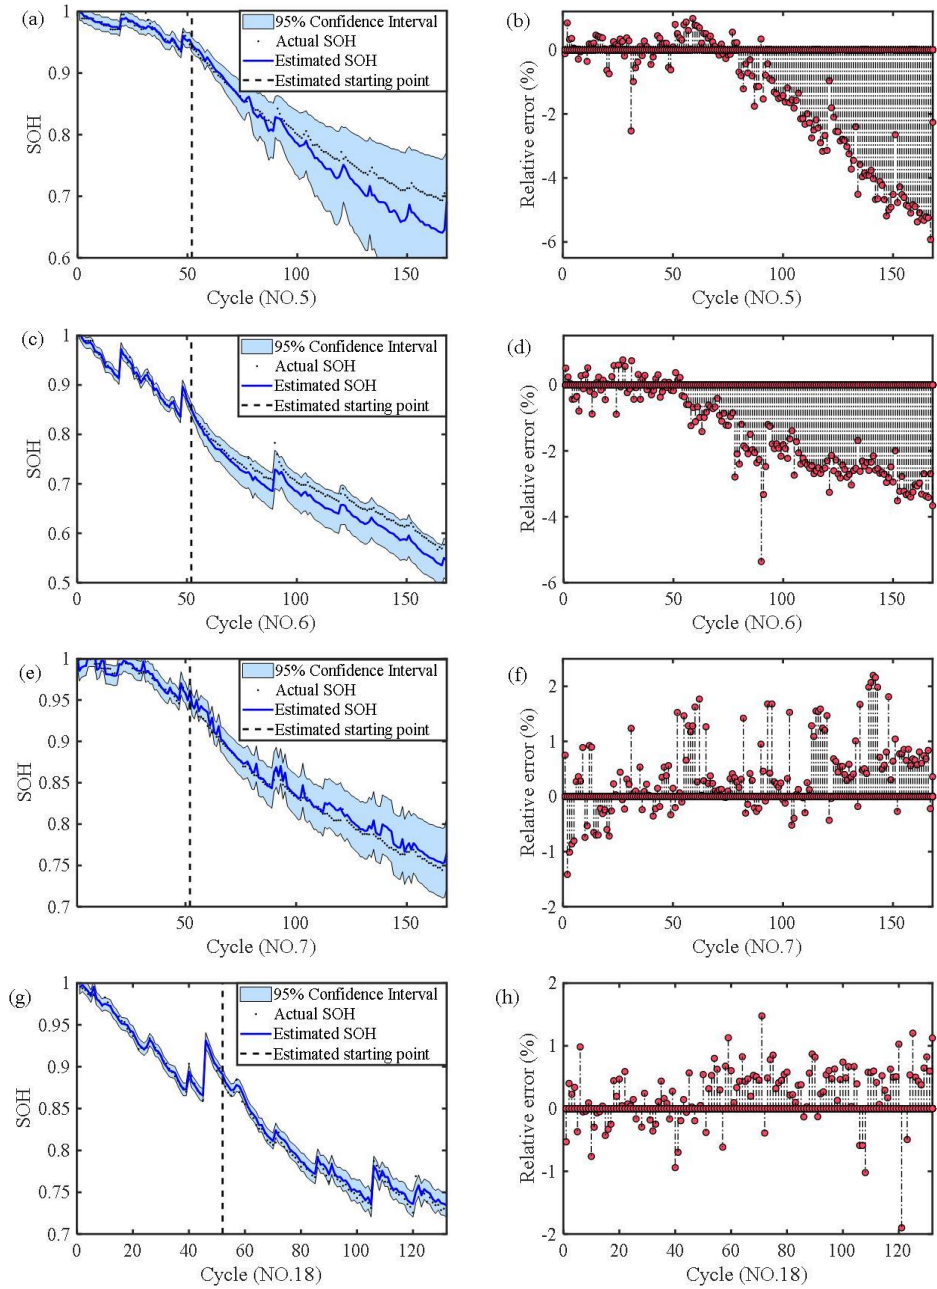 (a)
1
0.9
0.8
0.7
0.6
SOH
95% Confidence Interval
Actual SOH
Estimated SOH
Estimated starting point
0 50 100 150
Cycle (NO.5)
(b)
0
-2
-4
-6
Relative error (%)
0 50 100 150
Cycle (NO.5)
(c)
1
0.9
0.8
0.7
0.6
0.5
SOH
95% Confidence Interval
Actual SOH
Estimated SOH
Estimated starting point
0 50 100 150
Cycle (NO.6)
(d)
0
-2
-4
-6
Relative error (%)
0 50 100 150
Cycle (NO.6)
(e)
1
0.95
0.9
0.85
0.8
0.75
0.7
SOH
95% Confidence Interval
Actual SOH
Estimated SOH
Estimated starting point
0 50 100 150
Cycle (NO.7)
(f)
2
1
0
-1
-2
Relative error (%)
0 50 100 150
Cycle (NO.7)
(g)
1
0.95
0.9
0.85
0.8
0.75
0.7
SOH
95% Confidence Interval
Actual SOH
Estimated SOH
Estimated starting point
0 20 40 60 80 100 120
Cycle (NO.18)
(h)
2
1
0
-1
-2
Relative error (%)
0 20 40 60 80 100 120
Cycle (NO.18)